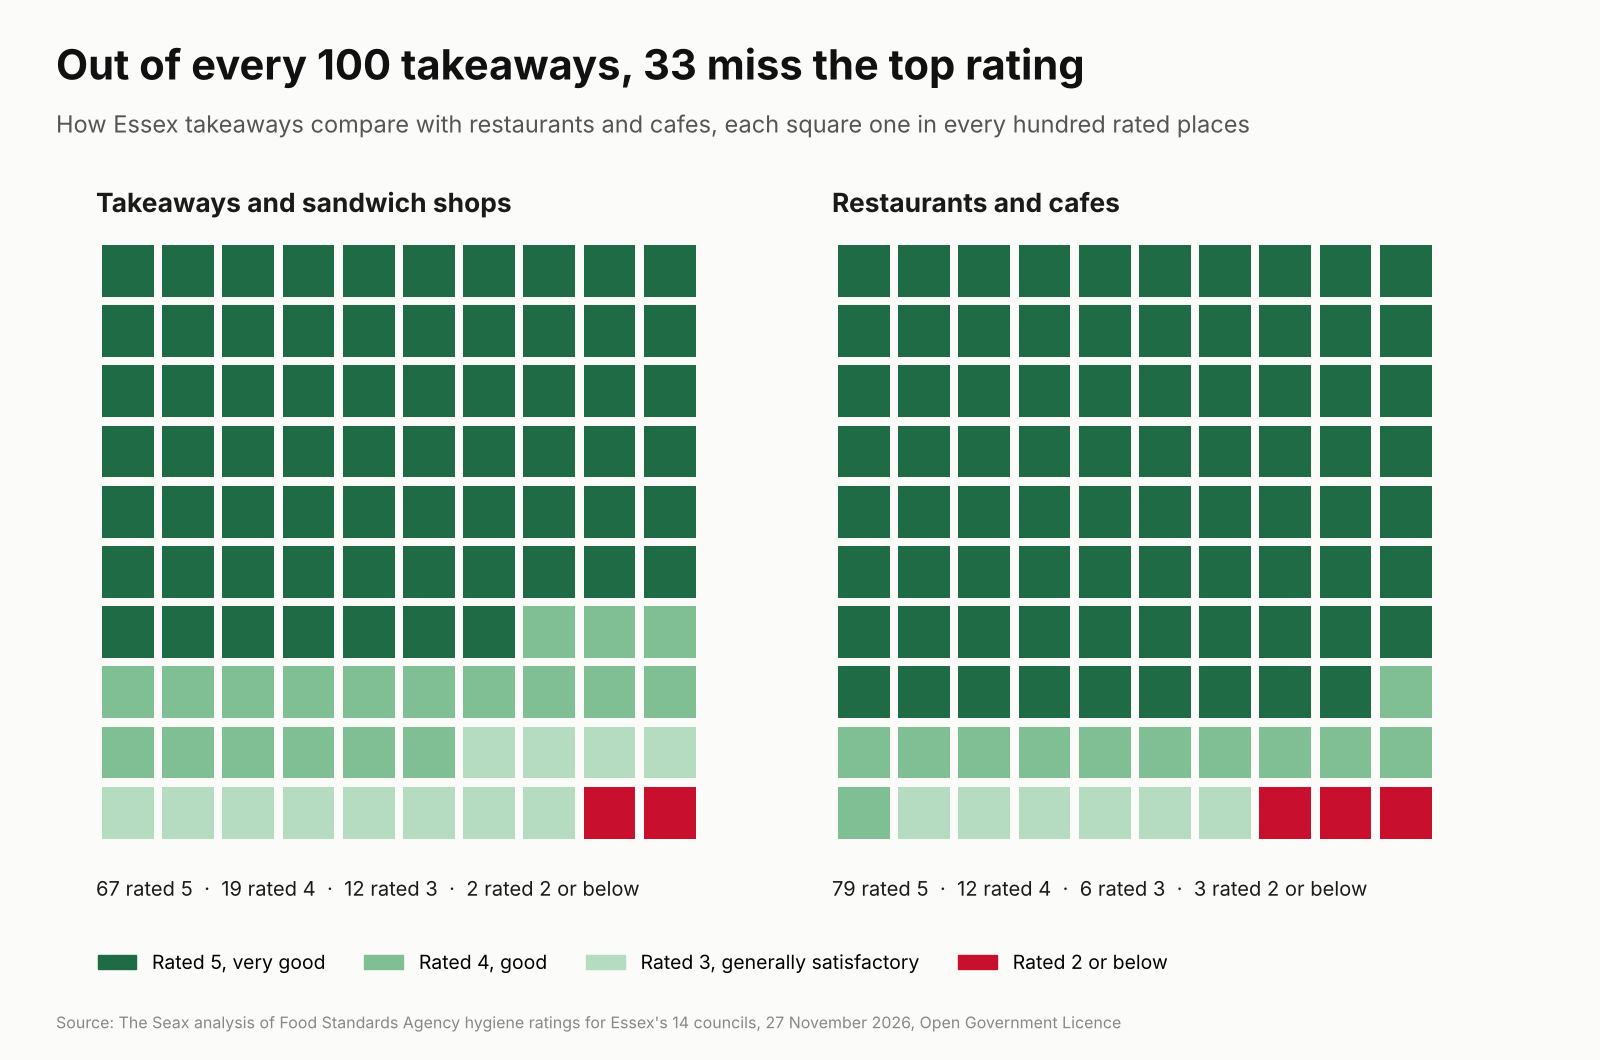 Out of every 100 takeaways, 33 miss the top rating
How Essex takeaways compare with restaurants and cafes, each square one in every hundred rated places
Takeaways and sandwich shops
Restaurants and cafes
67 rated 5 · 19 rated 4 · 12 rated 3 · 2 rated 2 or below
79 rated 5 · 12 rated 4 · 6 rated 3 · 3 rated 2 or below
Rated 5, very good
Rated 4, good
Rated 3, generally satisfactory
Rated 2 or below
Source: The Seax analysis of Food Standards Agency hygiene ratings for Essex's 14 councils, 27 November 2026, Open Government Licence